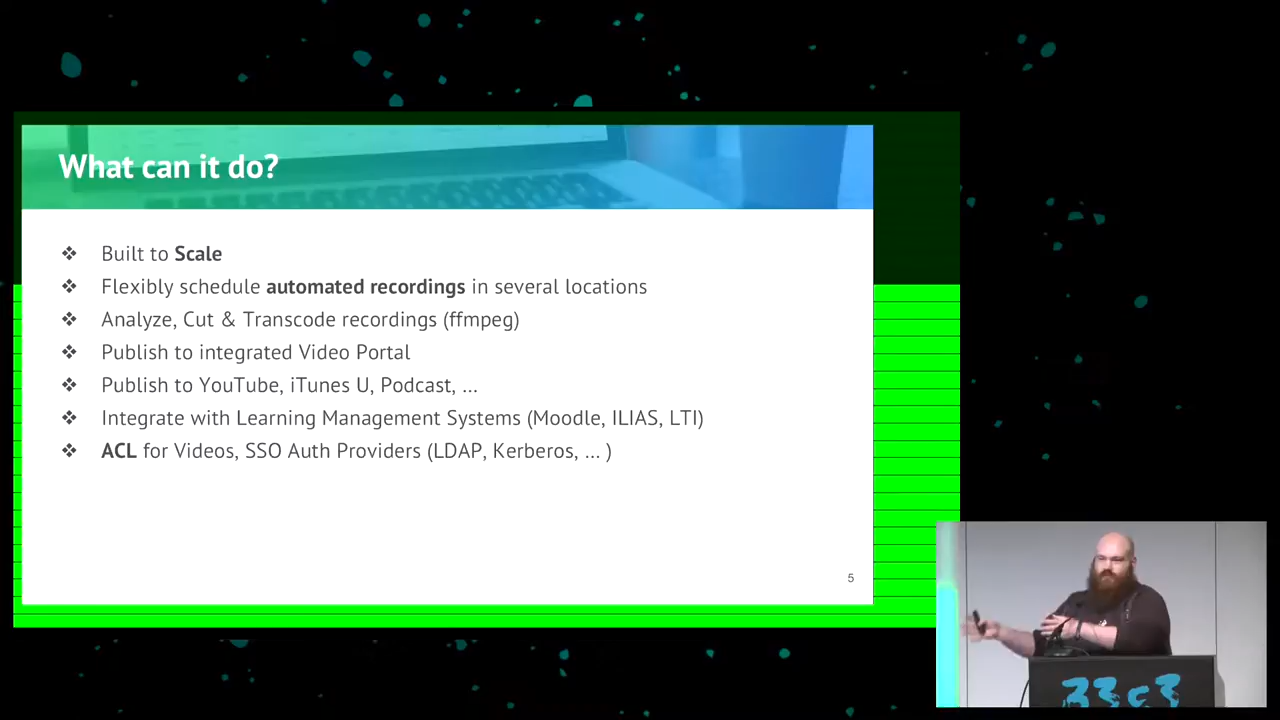 What can it do?
❖ Built to Scale
❖ Flexibly schedule automated recordings in several locations
❖ Analyze, Cut & Transcode recordings (ffmpeg)
❖ Publish to integrated Video Portal
❖ Publish to YouTube, iTunes U, Podcast, ...
❖ Integrate with Learning Management Systems (Moodle, ILIAS, LTI)
❖ ACL for Videos, SSO Auth Providers (LDAP, Kerberos, ... )
5
33c3